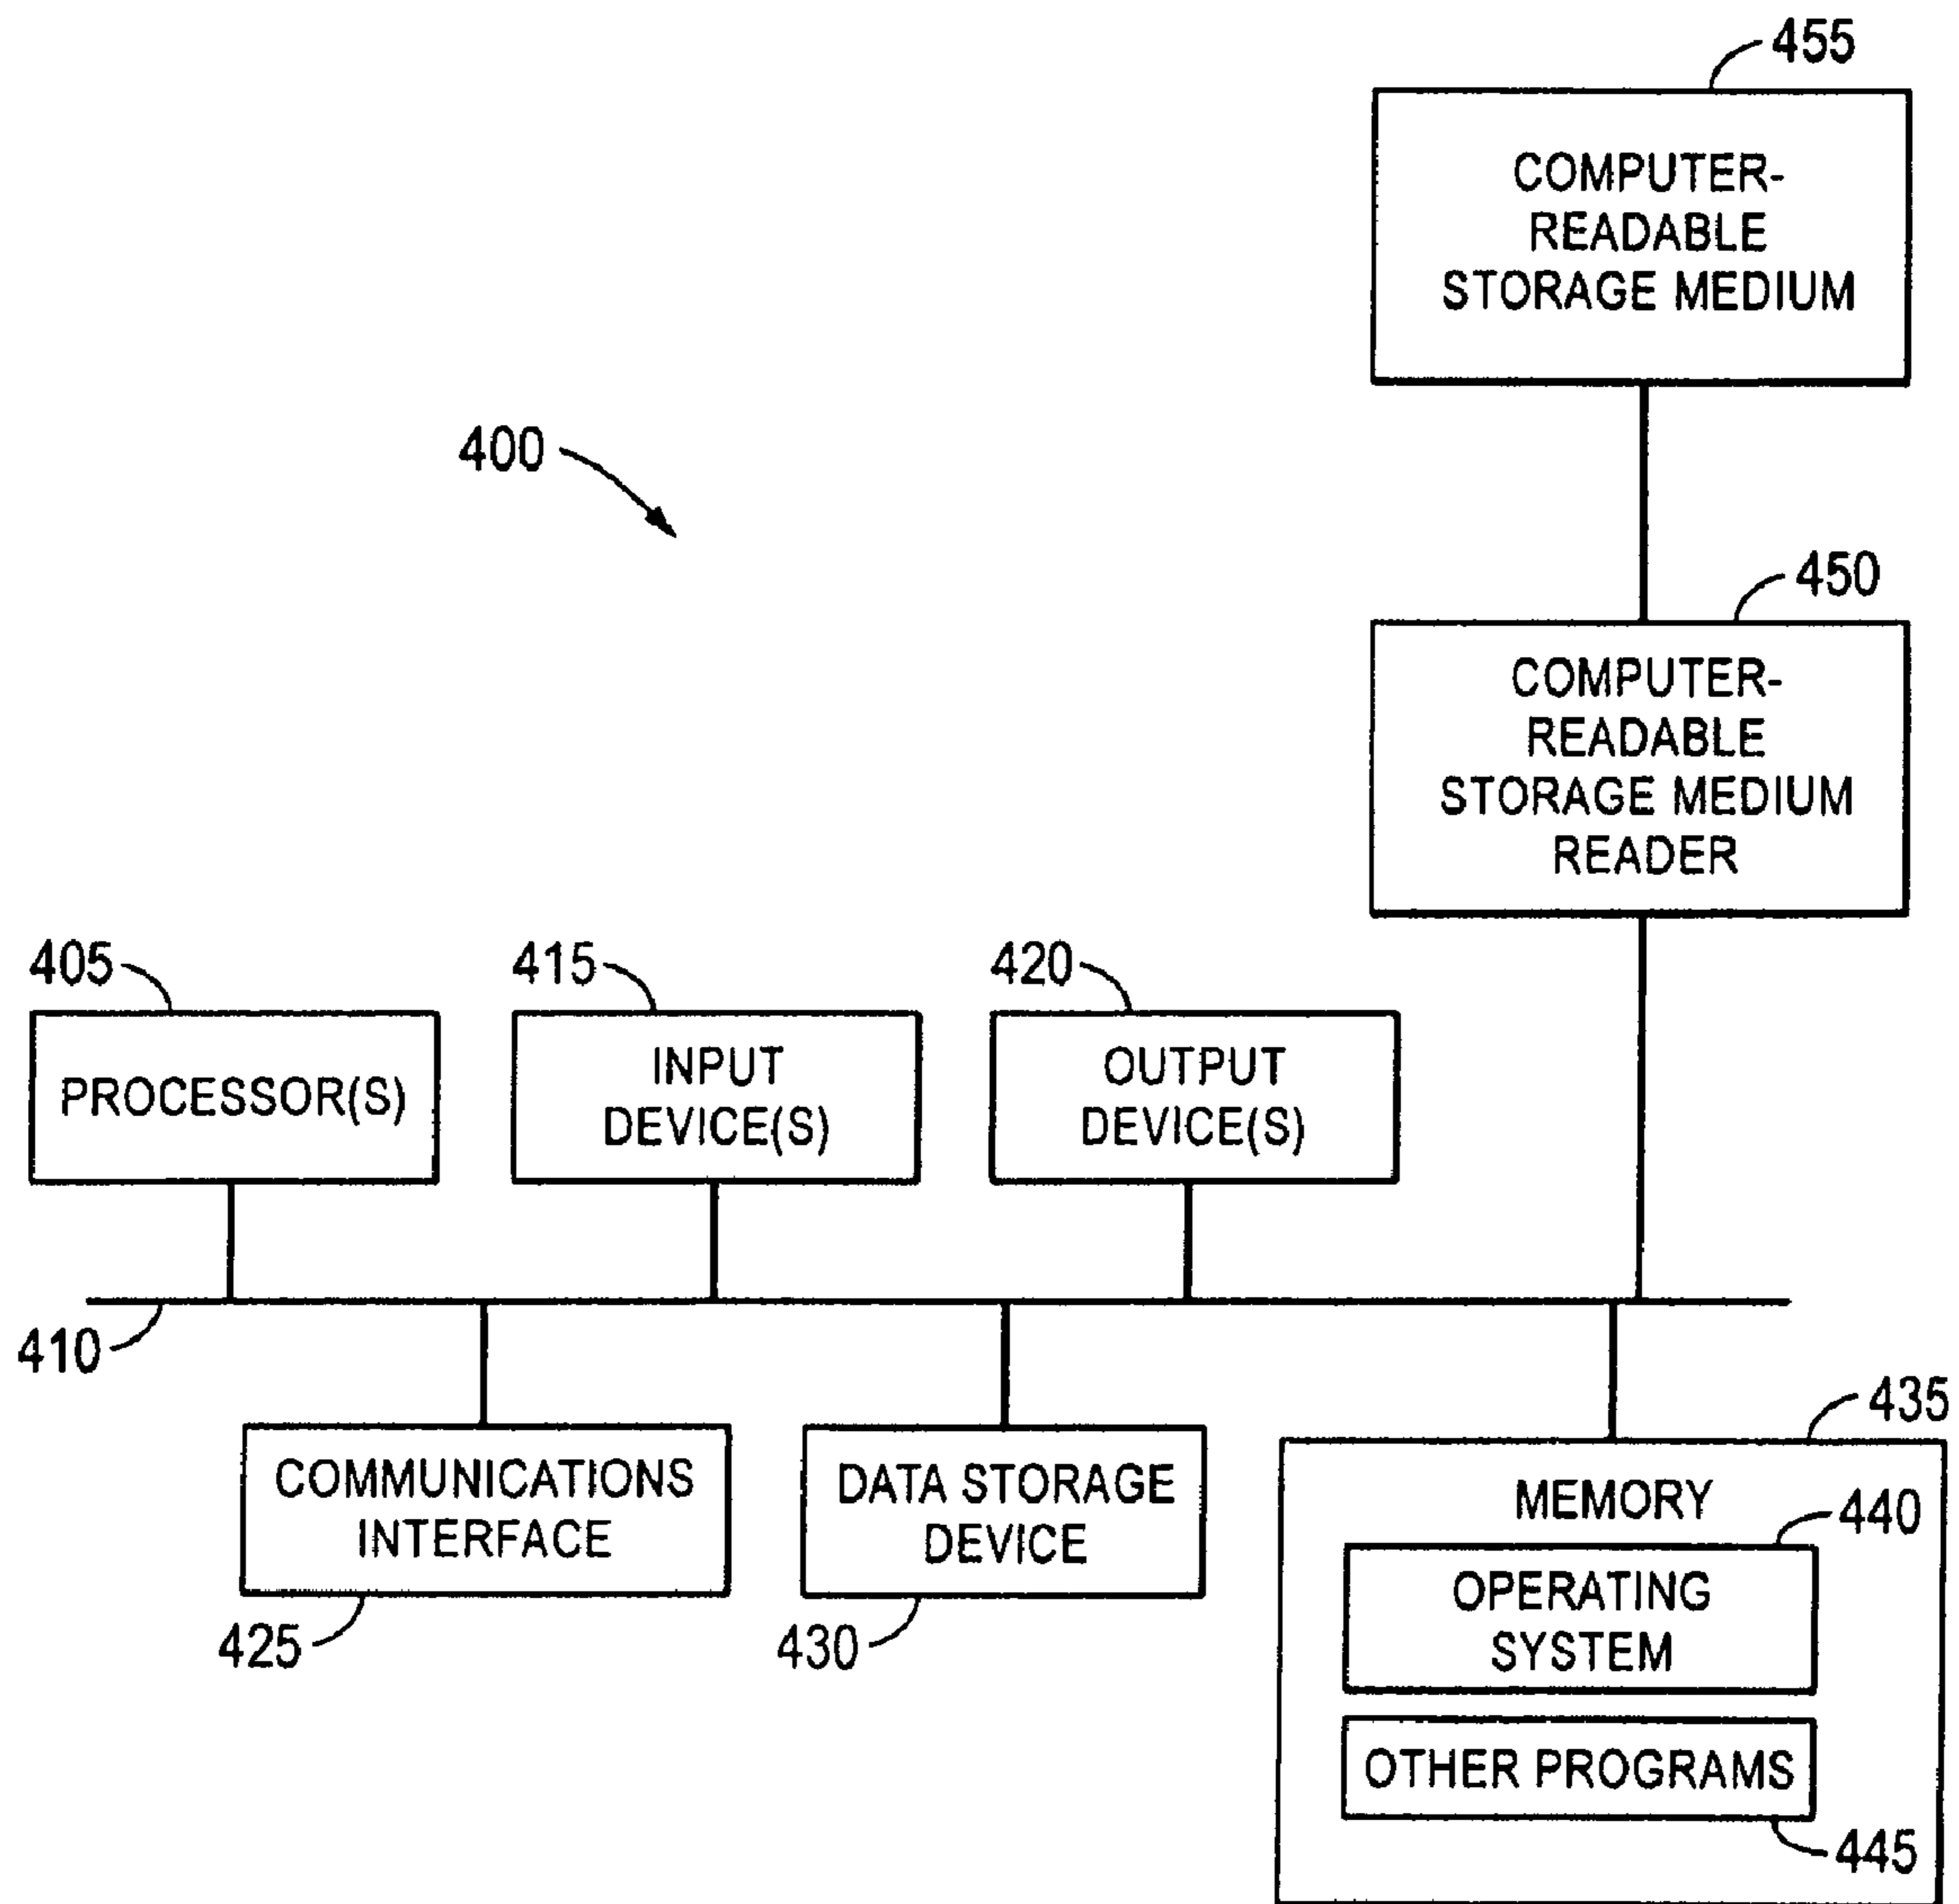 455
COMPUTER-
READABLE
STORAGE MEDIUM
400
450
COMPUTER-
READABLE
STORAGE MEDIUM
READER
405
PROCESSOR(S)
415
INPUT
DEVICE(S)
420
OUTPUT
DEVICE(S)
410
COMMUNICATIONS
INTERFACE
425
DATA STORAGE
DEVICE
430
435
MEMORY
440
OPERATING
SYSTEM
OTHER PROGRAMS
445